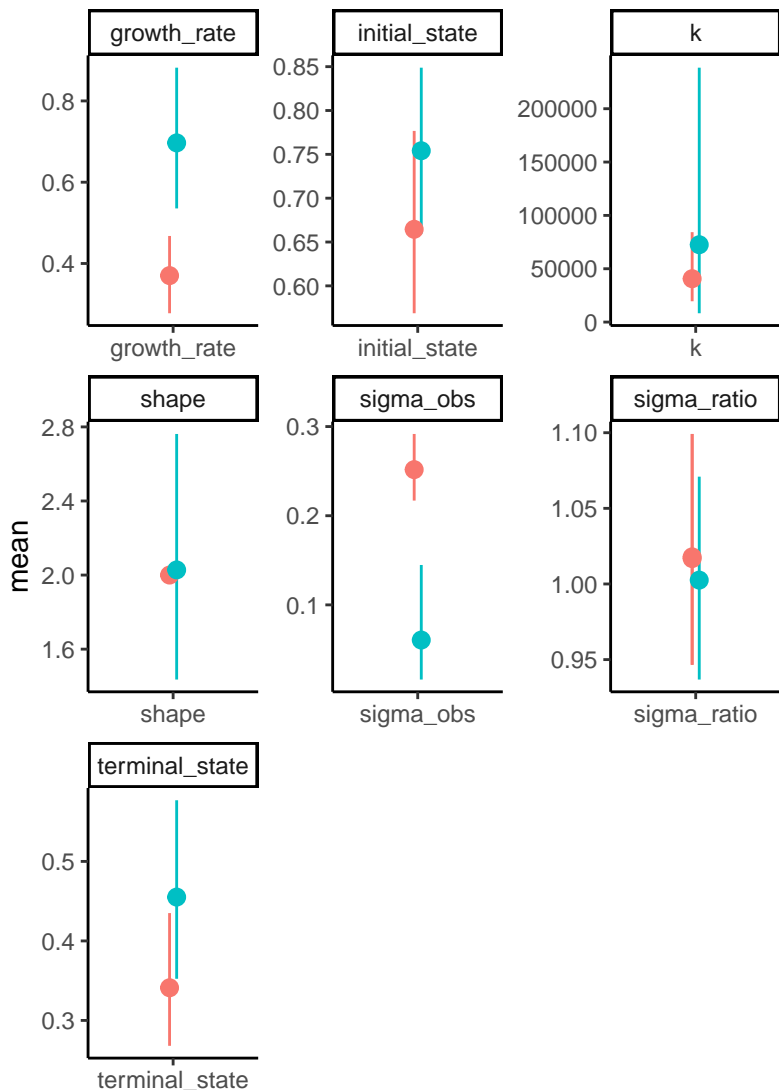 growth_rate
0.8
0.6
0.4
growth_rate
initial_state
0.85
0.80
0.75
0.70
0.65
0.60
initial_state
k
200000
150000
100000
50000
0
k
mean
shape
2.8
2.4
2.0
1.6
shape
sigma_obs
0.3
0.2
0.1
sigma_obs
sigma_ratio
1.10
1.05
1.00
0.95
sigma_ratio
terminal_state
0.5
0.4
0.3
terminal_state